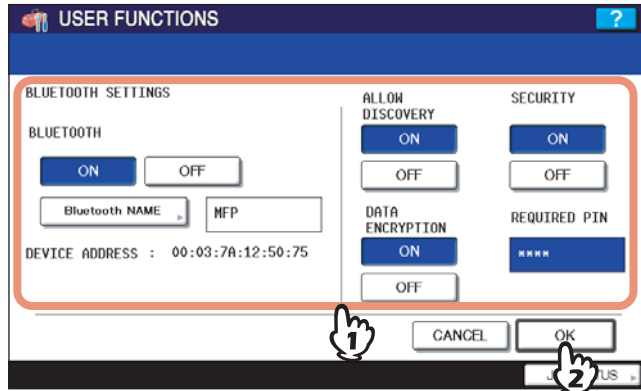 USER FUNCTIONS
?
BLUETOOTH SETTINGS
BLUETOOTH
ON
OFF
Bluetooth NAME
MFP
DEVICE ADDRESS : 00:03:7A:12:50:75
ALLOW
DISCOVERY
ON
OFF
DATA
ENCRYPTION
ON
OFF
SECURITY
ON
OFF
REQUIRED PIN
****
CANCEL
OK
1
2